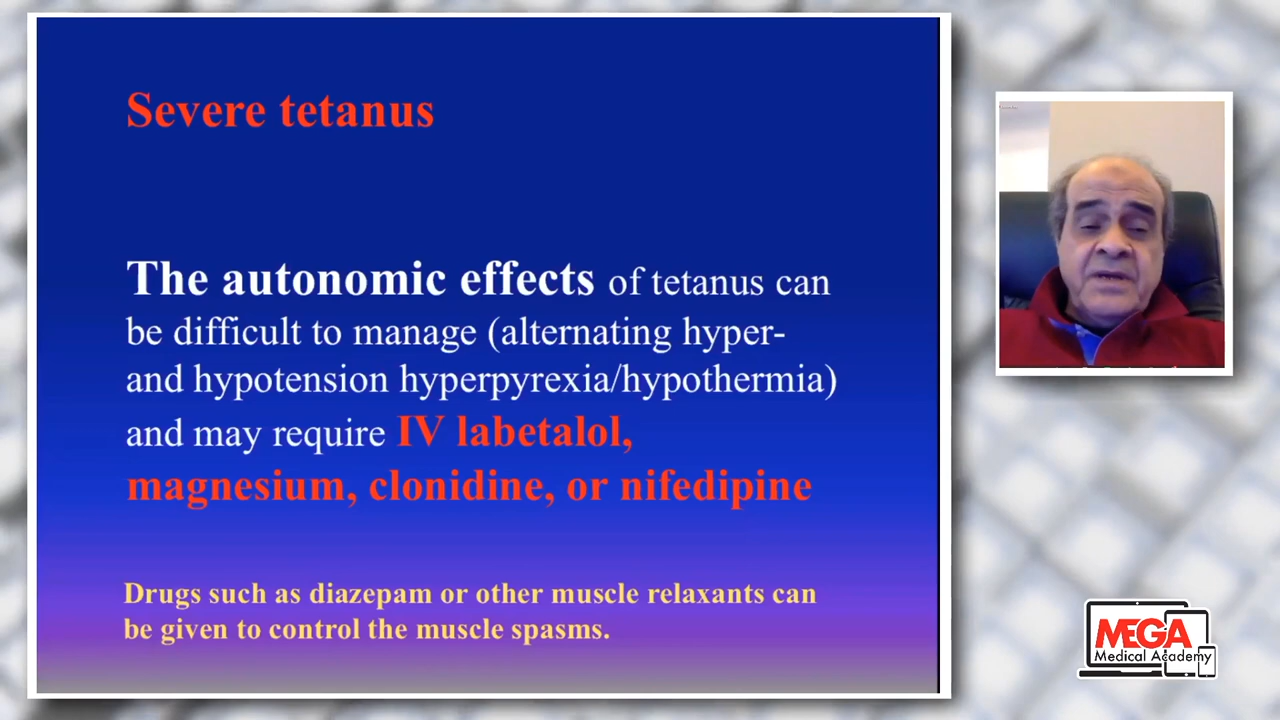 Severe tetanus
The autonomic effects of tetanus can
be difficult to manage (alternating hyper-
and hypotension hyperpyrexia/hypothermia)
and may require IV labetalol,
magnesium, clonidine, or nifedipine
Drugs such as diazepam or other muscle relaxants can
be given to control the muscle spasms.
MEGA
Medical Academy